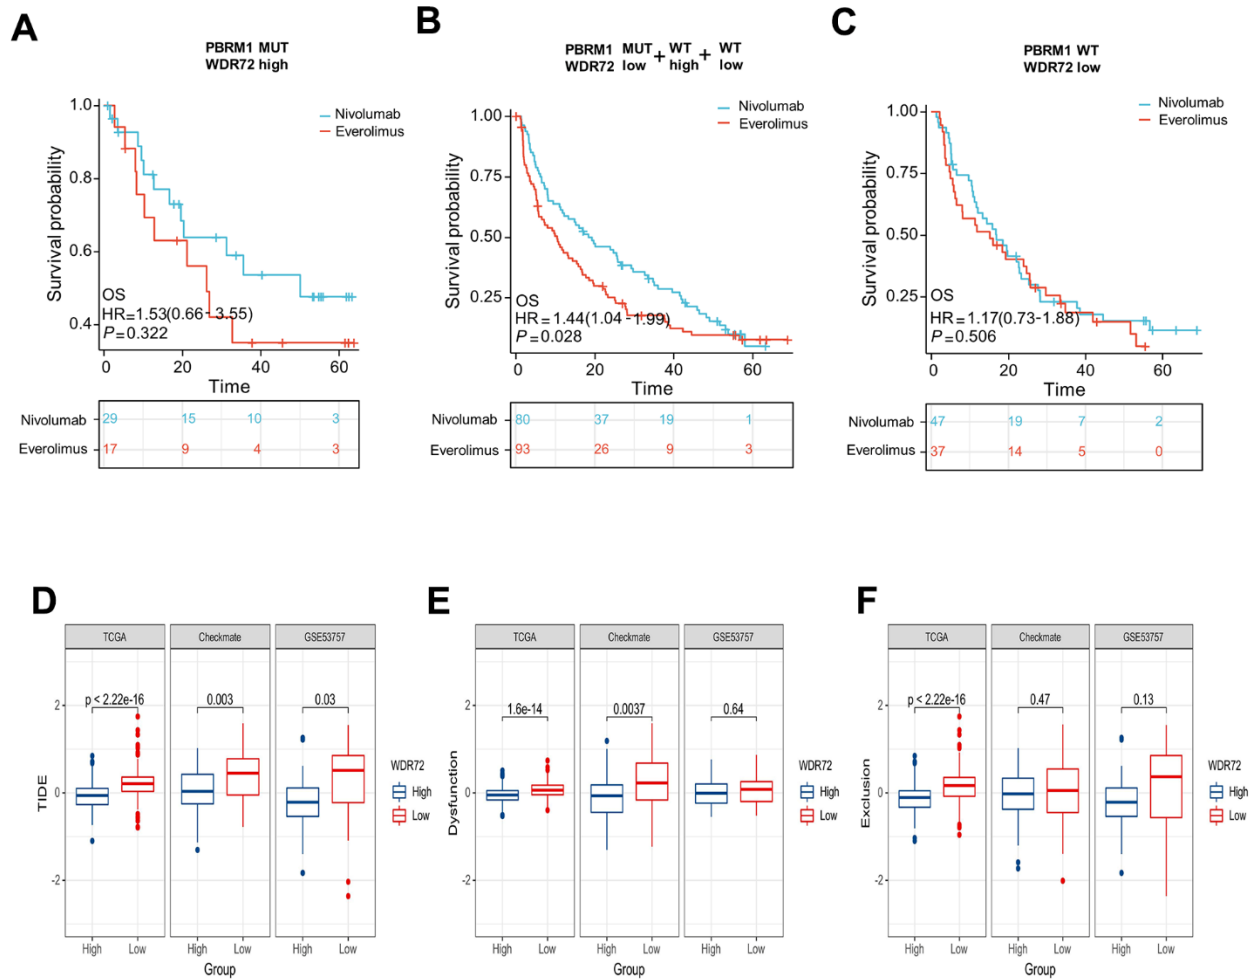 A
PBRM1 MUT
WDR72 high
1.0
0.8
0.6
0.4
Survival probability
Nivolumab
Everolimus
OS
HR=1.53(0.66-3.55)
P=0.322
0 20 40 60
Time
Nivolumab 29 15 10 3
Everolimus 17 9 4 3
B
PBRM1 MUT + WT + WT
WDR72 low high low
1.00
0.75
0.50
0.25
Survival probability
Nivolumab
Everolimus
OS
HR=1.44(1.04-1.99)
P=0.028
0 20 40 60
Time
Nivolumab 80 37 19 1
Everolimus 93 26 9 3
C
PBRM1 WT
WDR72 low
1.00
0.75
0.50
0.25
Survival probability
Nivolumab
Everolimus
OS
HR=1.17(0.73-1.88)
P=0.506
0 20 40 60
Time
Nivolumab 47 19 7 2
Everolimus 37 14 5 0
D
TCGA Checkmate GSE53757
p < 2.22e-16 0.003 0.03
2
0
-2
TIDE
WDR72
High
Low
High Low High Low High Low
Group
E
TCGA Checkmate GSE53757
1.6e-14 0.0037 0.64
2
0
-2
Dysfunction
WDR72
High
Low
High Low High Low High Low
Group
F
TCGA Checkmate GSE53757
p < 2.22e-16 0.47 0.13
2
0
-2
Exclusion
WDR72
High
Low
High Low High Low High Low
Group